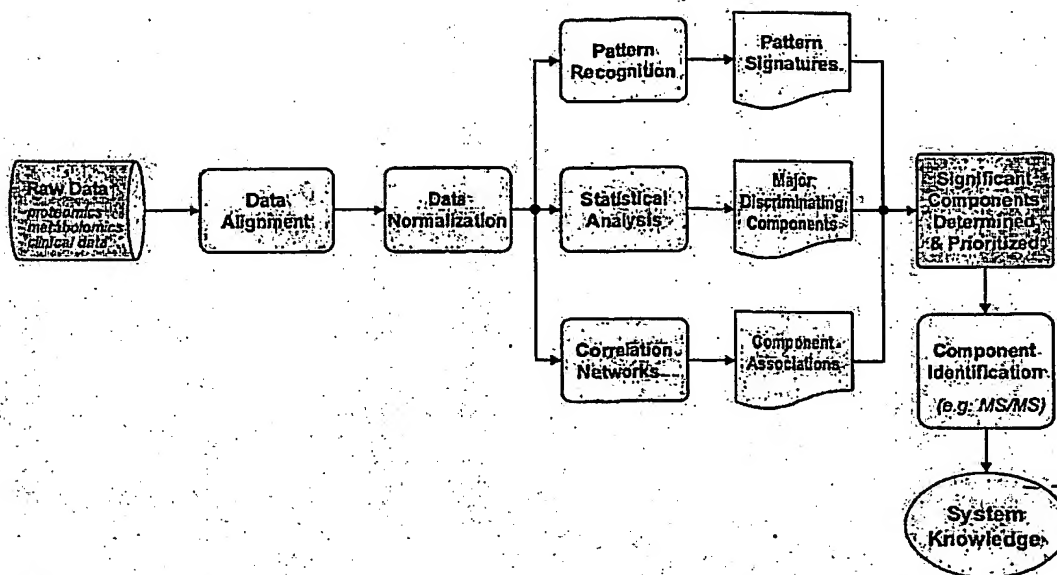 Raw Data
proteomics
metabolomics
clinical data
Data
Alignment
Data
Normalization
Pattern
Recognition
Pattern
Signatures
Statistical
Analysis
Major
Discriminating
Components
Correlation
Networks
Component
Associations
Significant
Components
Determined
& Prioritized
Component
Identification
(e.g. MS/MS)
System
Knowledge